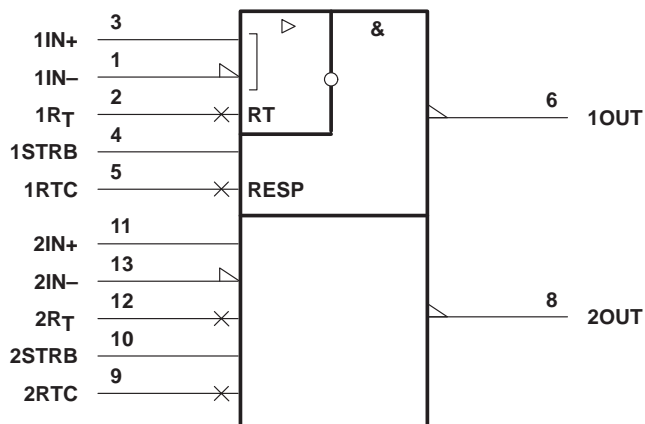 3
1IN+
&
1
1IN–
2
1RT
RT
6
1OUT
4
1STRB
5
1RTC
RESP
11
2IN+
13
2IN–
12
2RT
8
2OUT
10
2STRB
9
2RTC